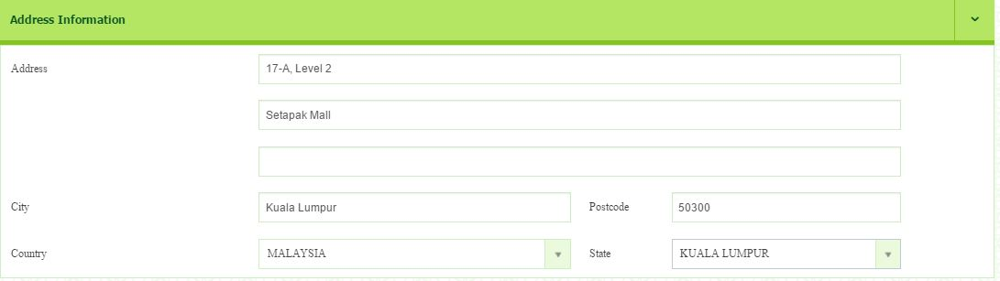 Address Information
Address 17-A, Level 2
Setapak Mall
City Kuala Lumpur Postcode 50300
Country MALAYSIA State KUALA LUMPUR